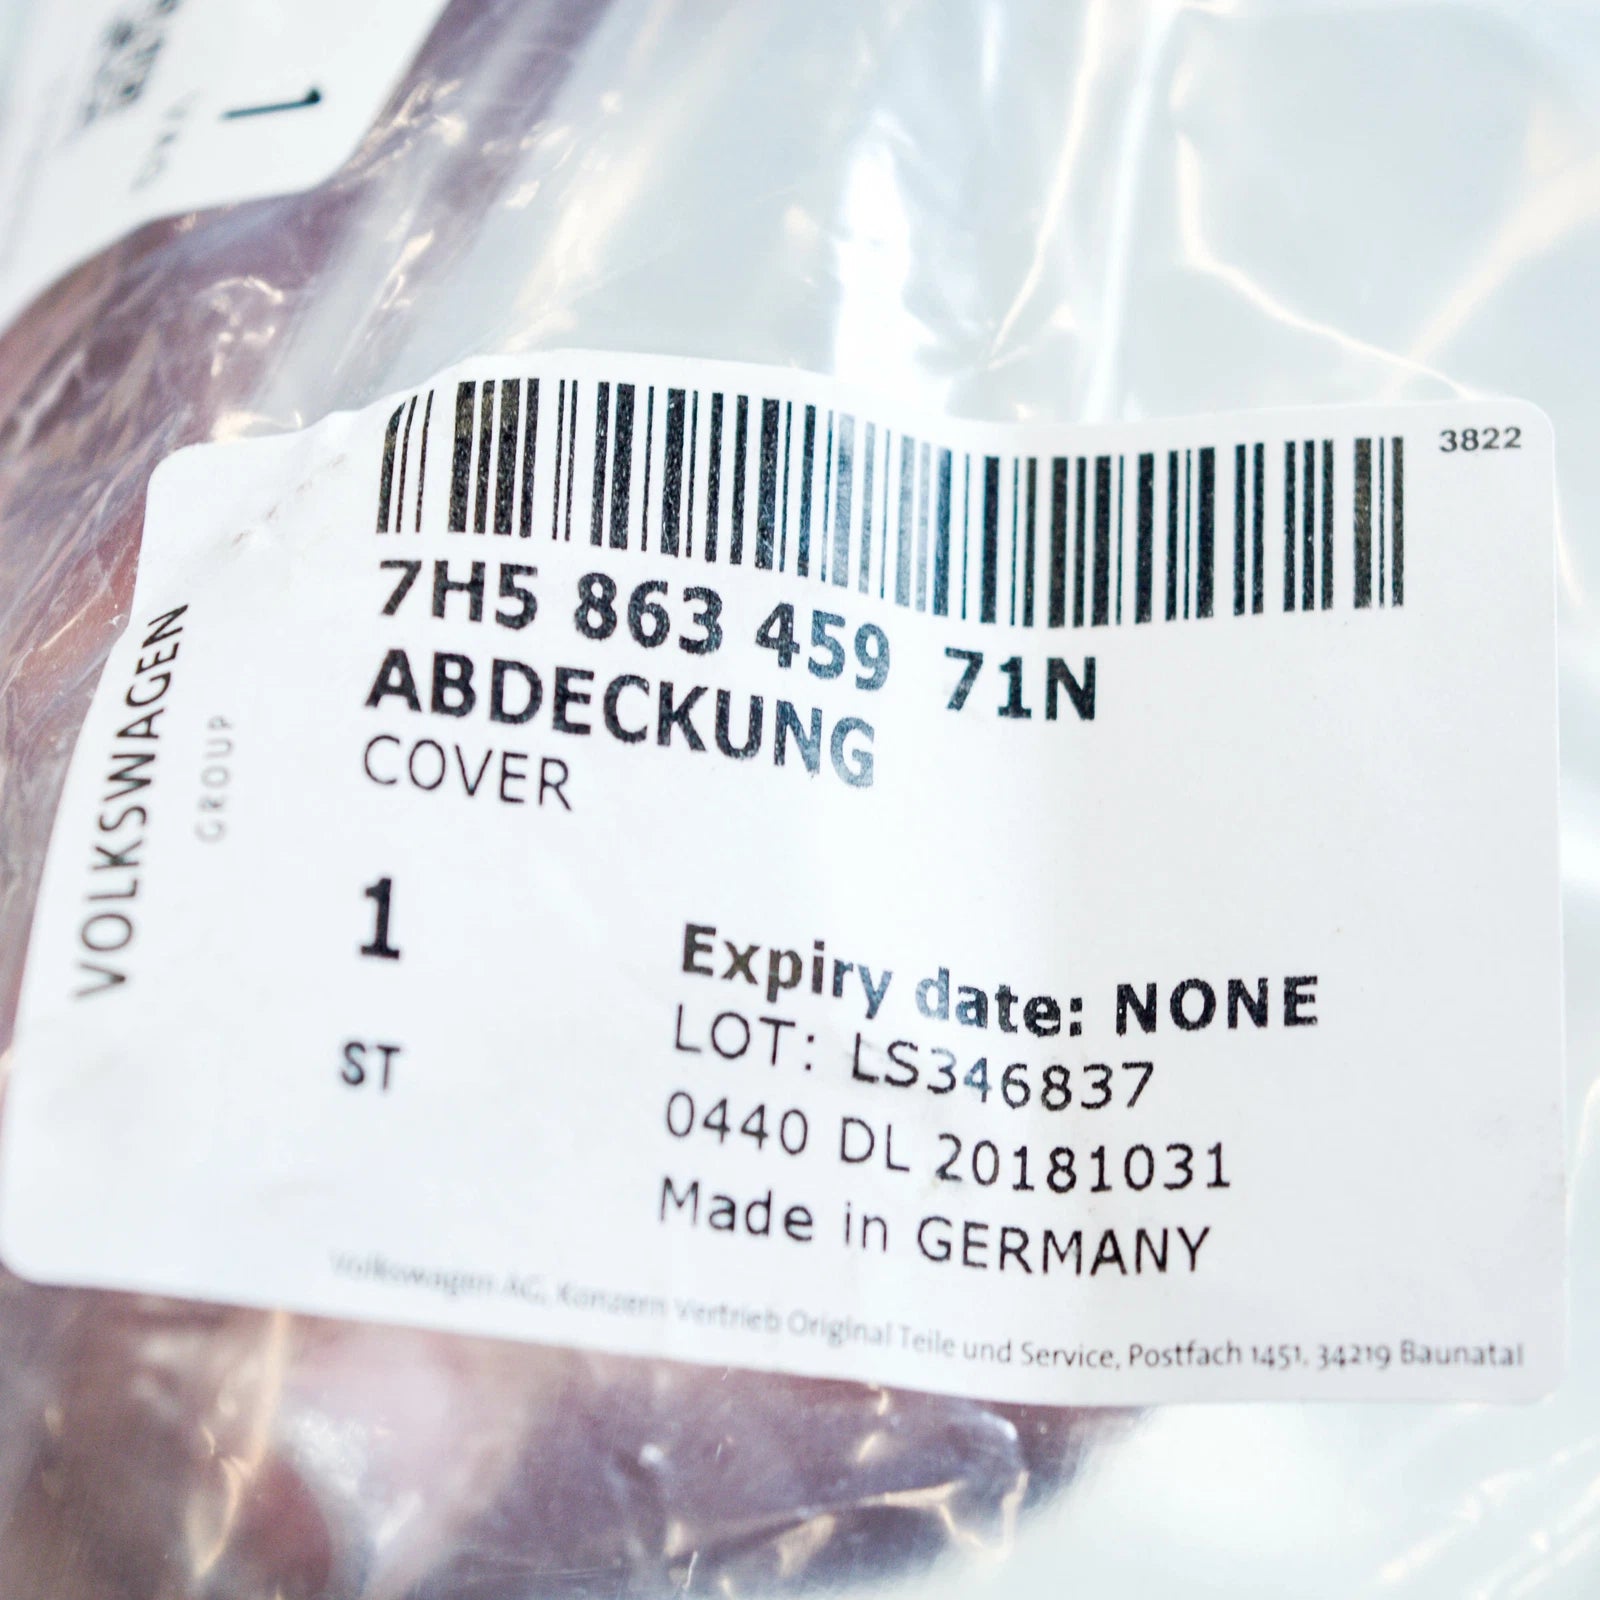 1
3822
7H5 863 459 71N
ABDECKUNG
COVER
VOLKSWAGEN
GROUP
1
ST
Expiry date: NONE
LOT: LS346837
0440 DL 20181031
Made in GERMANY
Volkswagen AG, Konzern Vertrieb Original Teile und Service, Postfach 1451, 34219 Baunatal